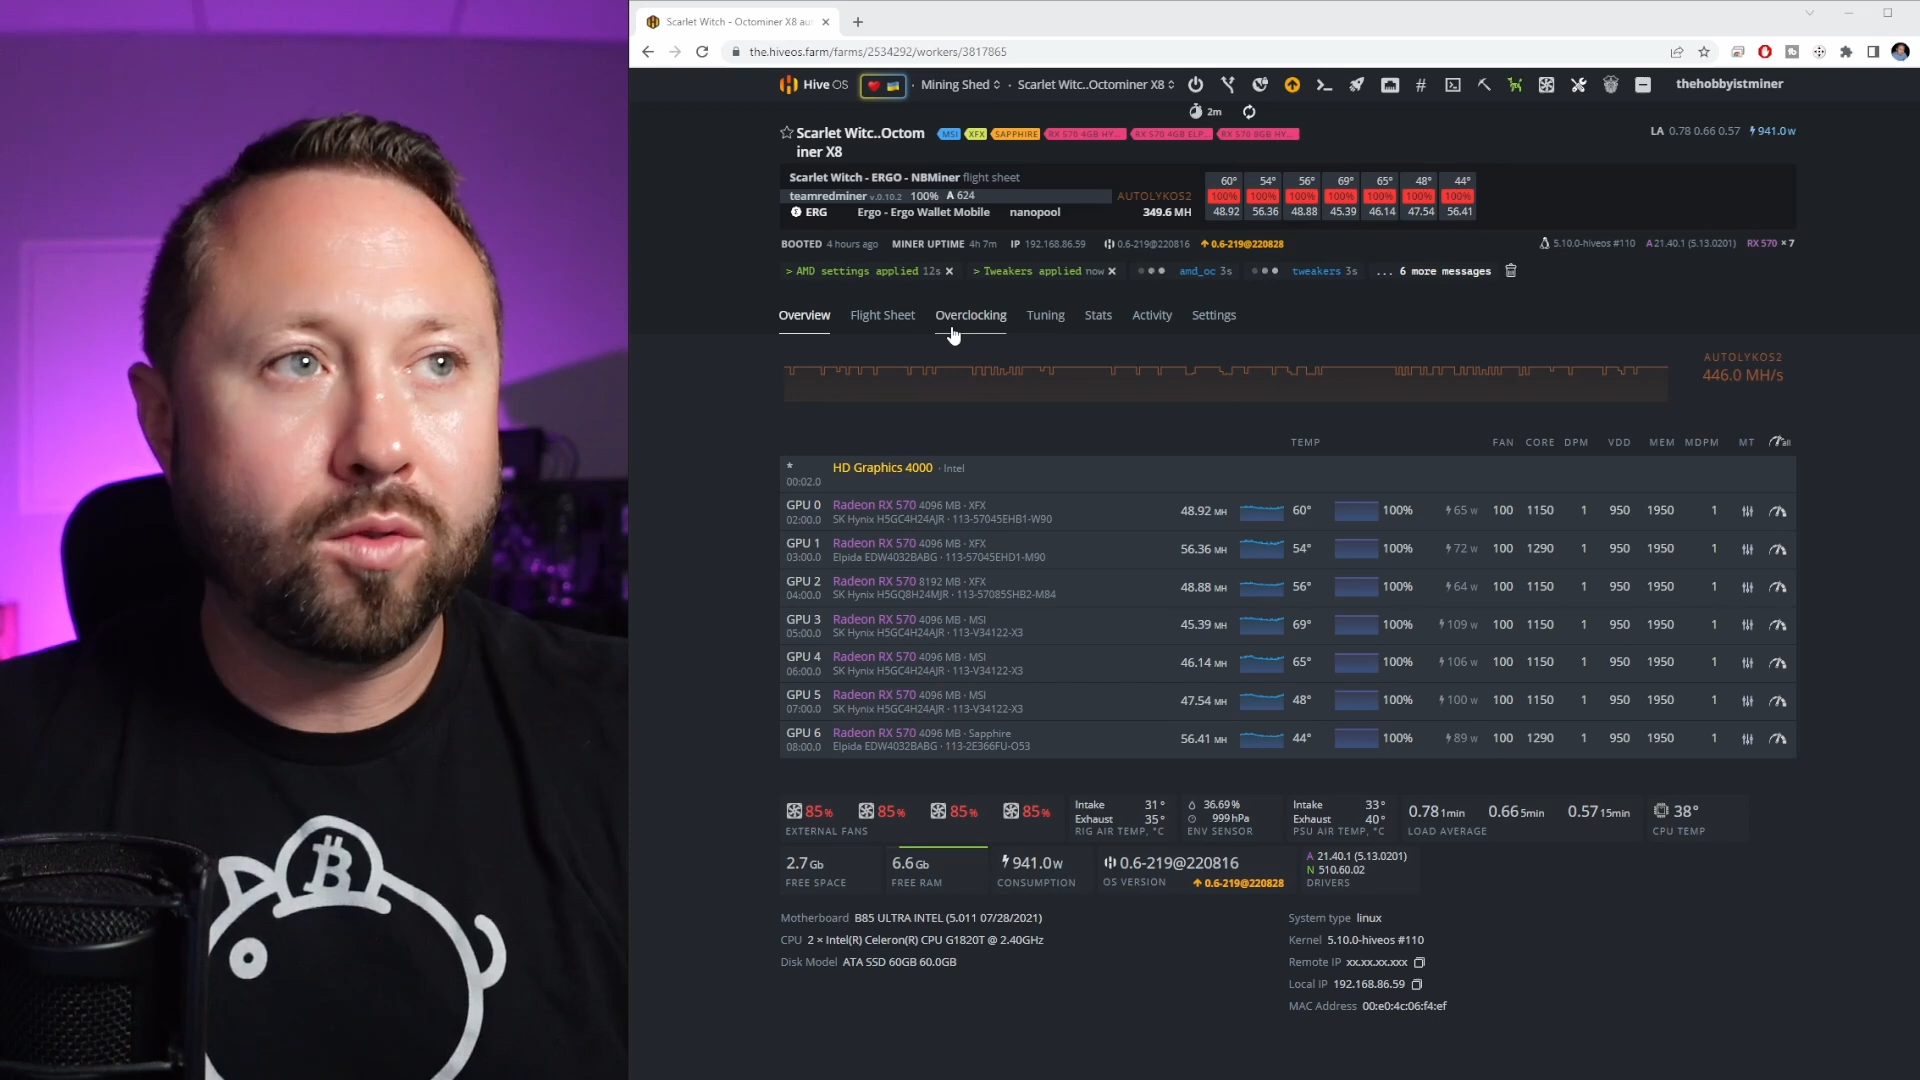 Scarlet Witch - Octominer X8 au
the.hiveos.farm/farms/2534292/workers/3817865
Hive OS · Mining Shed · Scarlet Witc..Octominer X8 # thehobbyistminer
2m
Scarlet Witc..Octom
iner X8
MSI XFX SAPPHIRE RX 570 4GB HY... RX 570 4GB ELP... RX 570 8GB HY...
LA 0.78 0.66 0.57 941.0 w
Scarlet Witch - ERGO - NBMiner flight sheet
60° 54° 56° 69° 65° 48° 44°
teamredminer v.0.10.2 100% A 624 AUTOLYKOS2 100% 100% 100% 100% 100% 100% 100%
ERG Ergo - Ergo Wallet Mobile nanopool 349.6 MH 48.92 56.36 48.88 45.39 46.14 47.54 56.41
BOOTED 4 hours ago MINER UPTIME 4h 7m IP 192.168.86.59 0.6-219@220816 0.6-219@220828 5.10.0-hiveos #110 A 21.40.1 (5.13.0201) RX 570 × 7
> AMD settings applied 12s × > Tweakers applied now × amd_oc 3s tweakers 3s ... 6 more messages
Overview Flight Sheet Overclocking Tuning Stats Activity Settings
AUTOLYKOS2
446.0 MH/s
TEMP FAN CORE DPM VDD MEM MDPM MT all
* HD Graphics 4000 · Intel
00:02.0
GPU 0 Radeon RX 570 4096 MB · XFX 48.92 MH 60° 100% 65 w 100 1150 1 950 1950 1
02:00.0 SK Hynix H5GC4H24AJR · 113-57045EHB1-W90
GPU 1 Radeon RX 570 4096 MB · XFX 56.36 MH 54° 100% 72 w 100 1290 1 950 1950 1
03:00.0 Elpida EDW4032BABG · 113-57045EHD1-M90
GPU 2 Radeon RX 570 8192 MB · XFX 48.88 MH 56° 100% 64 w 100 1150 1 950 1950 1
04:00.0 SK Hynix H5GQ8H24MJR · 113-57085SHB2-M84
GPU 3 Radeon RX 570 4096 MB · MSI 45.39 MH 69° 100% 109 w 100 1150 1 950 1950 1
05:00.0 SK Hynix H5GC4H24AJR · 113-V34122-X3
GPU 4 Radeon RX 570 4096 MB · MSI 46.14 MH 65° 100% 106 w 100 1150 1 950 1950 1
06:00.0 SK Hynix H5GC4H24AJR · 113-V34122-X3
GPU 5 Radeon RX 570 4096 MB · MSI 47.54 MH 48° 100% 100 w 100 1150 1 950 1950 1
07:00.0 SK Hynix H5GC4H24AJR · 113-V34122-X3
GPU 6 Radeon RX 570 4096 MB · Sapphire 56.41 MH 44° 100% 89 w 100 1290 1 950 1950 1
08:00.0 Elpida EDW4032BABG · 113-2E366FU-O53
85% 85% 85% 85%
EXTERNAL FANS
Intake 31°
Exhaust 35°
RIG AIR TEMP, °C
36.69%
999 hPa
ENV SENSOR
Intake 33°
Exhaust 40°
PSU AIR TEMP, °C
0.78 1min 0.66 5min 0.57 15min
LOAD AVERAGE
38°
CPU TEMP
2.7 Gb
FREE SPACE
6.6 Gb
FREE RAM
941.0 w
CONSUMPTION
0.6-219@220816
OS VERSION 0.6-219@220828
A 21.40.1 (5.13.0201)
N 510.60.02
DRIVERS
Motherboard B85 ULTRA INTEL (5.011 07/28/2021)
CPU 2 × Intel(R) Celeron(R) CPU G1820T @ 2.40GHz
Disk Model ATA SSD 60GB 60.0GB
System type linux
Kernel 5.10.0-hiveos #110
Remote IP xx.xx.xx.xxx
Local IP 192.168.86.59
MAC Address 00:e0:4c:06:f4:ef
B